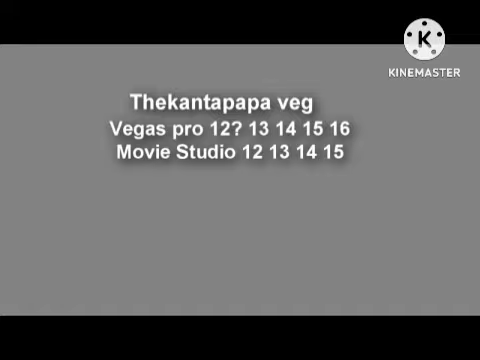 KINEMASTER
Thekantapapa veg
Vegas pro 12? 13 14 15 16
Movie Studio 12 13 14 15